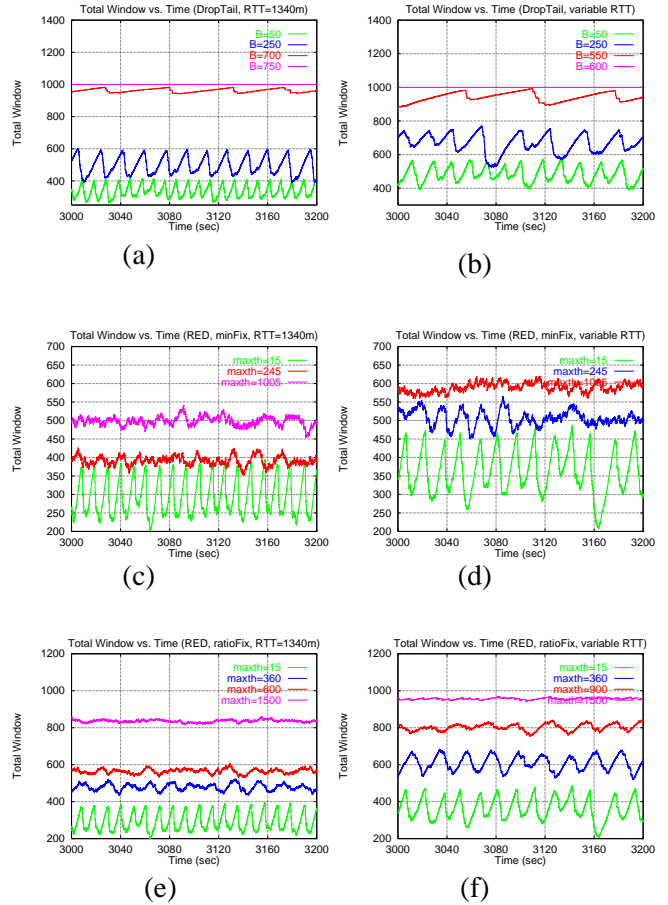 Total Window vs. Time (DropTail, RTT=1340m)
1400
1200
1000
800
600
400
Total Window
B=50
B=250
B=700
B=750
3000 3040 3080 3120 3160 3200
Time (sec)
(a)
Total Window vs. Time (DropTail, variable RTT)
1400
1200
1000
800
600
400
Total Window
B=50
B=250
B=550
B=600
3000 3040 3080 3120 3160 3200
Time (sec)
(b)
Total Window vs. Time (RED, minFix, RTT=1340m)
700
650
600
550
500
450
400
350
300
250
200
Total Window
maxth=15
maxth=245
maxth=1005
3000 3040 3080 3120 3160 3200
Time (sec)
(c)
Total Window vs. Time (RED, minFix, variable RTT)
700
650
600
550
500
450
400
350
300
250
200
Total Window
maxth=15
maxth=245
maxth=1005
3000 3040 3080 3120 3160 3200
Time (sec)
(d)
Total Window vs. Time (RED, ratioFix, RTT=1340m)
1200
1000
800
600
400
200
Total Window
maxth=15
maxth=360
maxth=600
maxth=1500
3000 3040 3080 3120 3160 3200
Time (sec)
(e)
Total Window vs. Time (RED, ratioFix, variable RTT)
1200
1000
800
600
400
200
Total Window
maxth=15
maxth=360
maxth=900
maxth=1500
3000 3040 3080 3120 3160 3200
Time (sec)
(f)